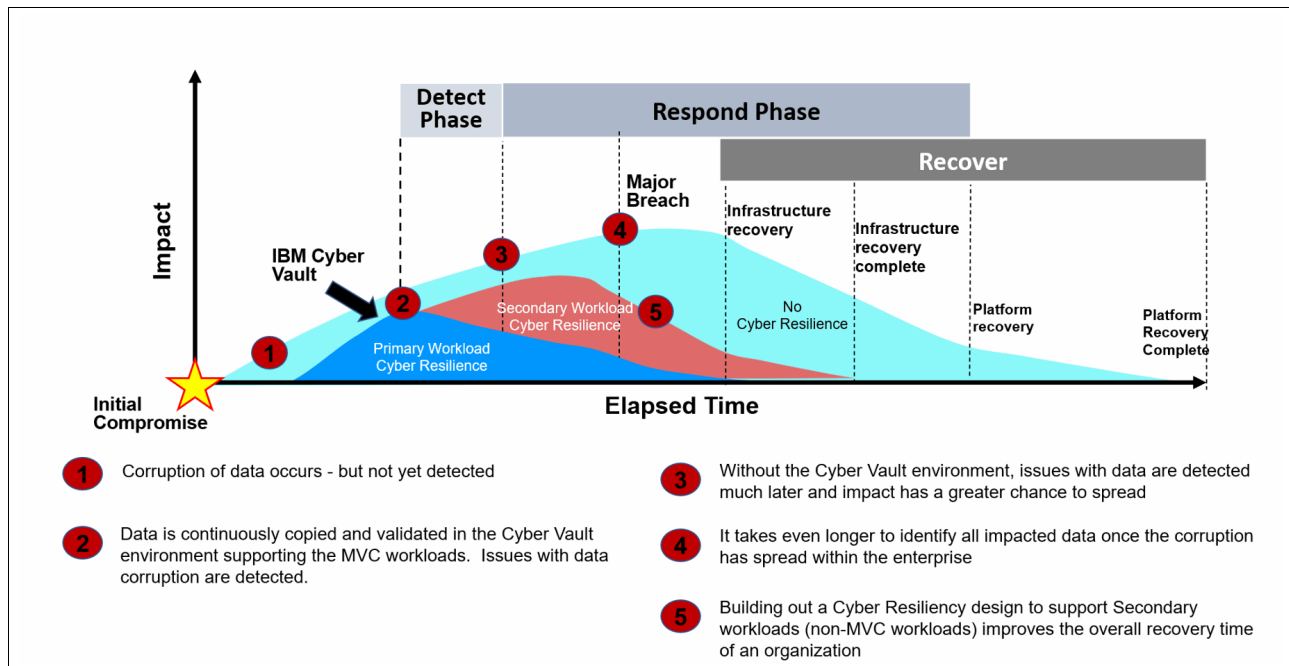 Detect
Phase
Respond Phase
Recover
Impact
IBM Cyber
Vault
Major
Breach
Infrastructure
recovery
Infrastructure
recovery
complete
Platform
recovery
Platform
Recovery
Complete
1
2
3
4
5
Primary Workload
Cyber Resilience
Secondary Workload
Cyber Resilience
No
Cyber Resilience
Initial
Compromise
Elapsed Time
1 Corruption of data occurs - but not yet detected
2 Data is continuously copied and validated in the Cyber Vault
environment supporting the MVC workloads.  Issues with data
corruption are detected.
3 Without the Cyber Vault environment, issues with data are detected
much later and impact has a greater chance to spread
4 It takes even longer to identify all impacted data once the corruption
has spread within the enterprise
5 Building out a Cyber Resiliency design to support Secondary
workloads (non-MVC workloads) improves the overall recovery time
of an organization